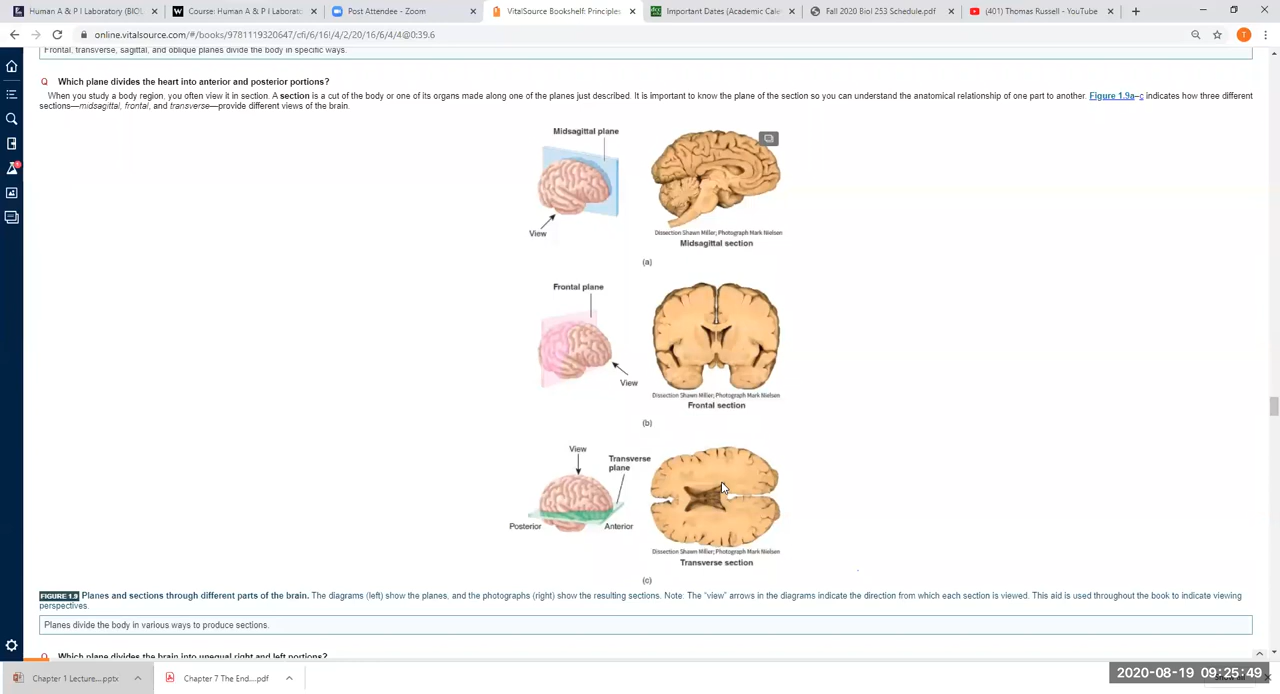 Human A & P I Laboratory (BIOL
Course: Human A & P I Laborato
Post Attendee - Zoom
VitalSource Bookshelf: Principles
Important Dates (Academic Cale
Fall 2020 Biol 253 Schedule.pdf
(401) Thomas Russell - YouTube
online.vitalsource.com/#/books/9781119320647/cfi/6/16!/4/2/20/16/6/4/4@0:39.6
T
Frontal, transverse, sagittal, and oblique planes divide the body in specific ways.
Q Which plane divides the heart into anterior and posterior portions?
When you study a body region, you often view it in section. A section is a cut of the body or one of its organs made along one of the planes just described. It is important to know the plane of the section so you can understand the anatomical relationship of one part to another. Figure 1.9a–c indicates how three different
sections—midsagittal, frontal, and transverse—provide different views of the brain.
Midsagittal plane
View
Dissection Shawn Miller; Photograph Mark Nielsen
Midsagittal section
(a)
Frontal plane
View
Dissection Shawn Miller; Photograph Mark Nielsen
Frontal section
(b)
View
Transverse
plane
Posterior
Anterior
Dissection Shawn Miller; Photograph Mark Nielsen
Transverse section
(c)
FIGURE 1.9 Planes and sections through different parts of the brain. The diagrams (left) show the planes, and the photographs (right) show the resulting sections. Note: The "view" arrows in the diagrams indicate the direction from which each section is viewed. This aid is used throughout the book to indicate viewing
perspectives.
Planes divide the body in various ways to produce sections.
Q Which plane divides the brain into unequal right and left portions?
Chapter 1 Lecture....pptx
Chapter 7 The End....pdf
2020-08-19 09:25:49